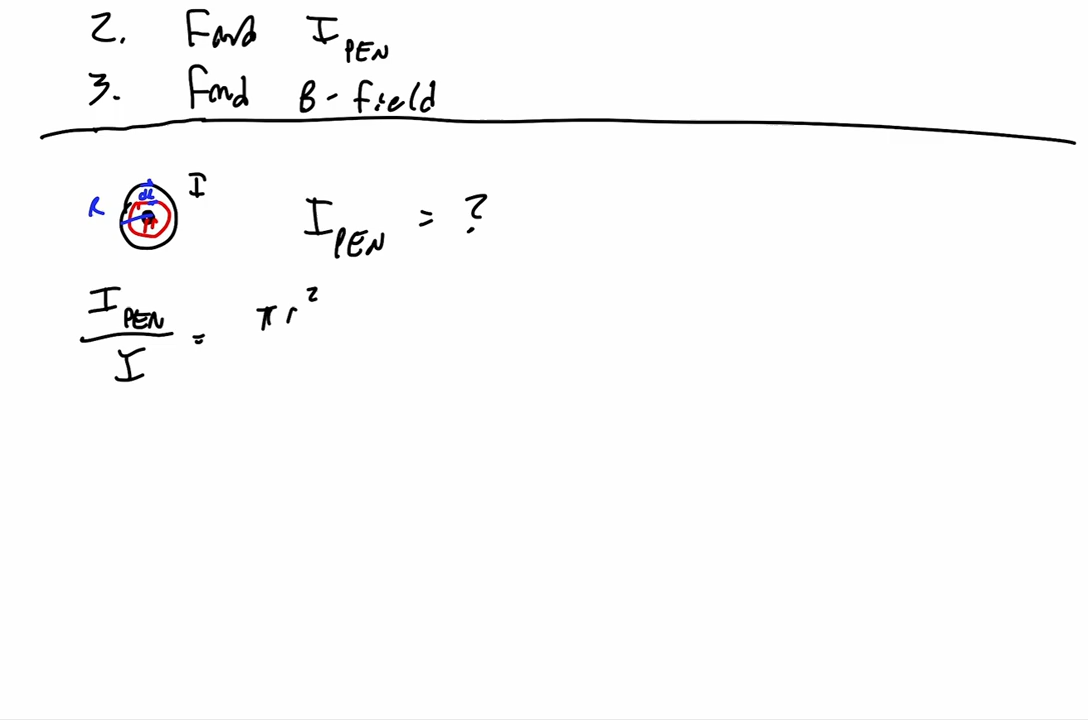 2. Find I_PEN
3. Find B-field
R dl r I
I_PEN = ?
I_PEN / I = πr²